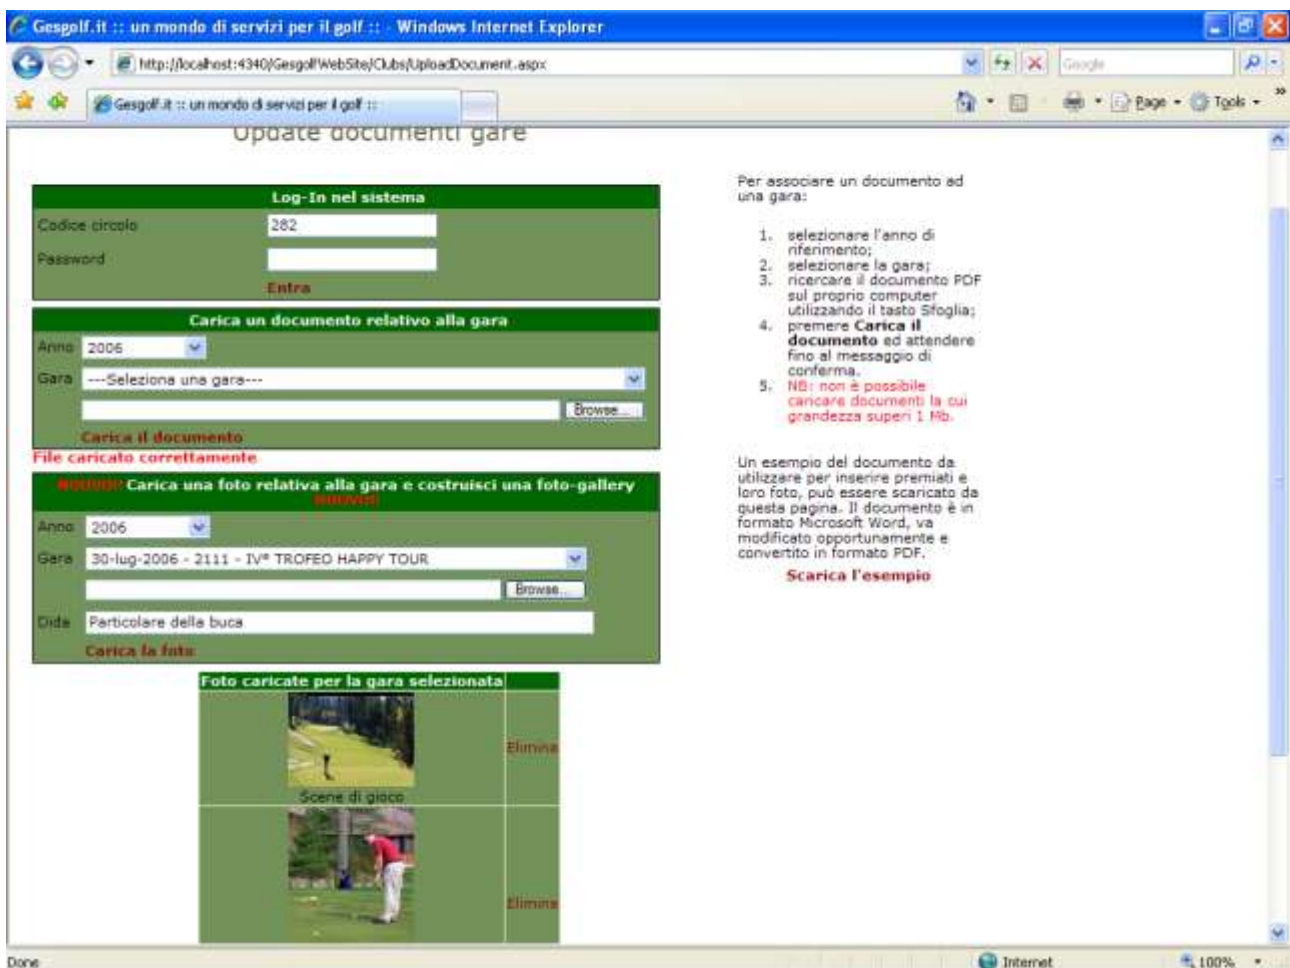 Gesgolf.it :: un mondo di servizi per il golf :: - Windows Internet Explorer
http://localhost:4340/GesgolfWebSite/Clubs/UploadDocument.aspx
Google
Gesgolf.it :: un mondo di servizi per il golf ::
Page
Tools
Update documenti gare
Log-In nel sistema
Codice circolo 282
Password
Entra
Carica un documento relativo alla gara
Anno 2006
Gara ---Seleziona una gara---
Browse...
Carica il documento
File caricato correttamente
NUOVO!! Carica una foto relativa alla gara e costruisci una foto-gallery
NUOVO!!
Anno 2006
Gara 30-lug-2006 - 2111 - IV° TROFEO HAPPY TOUR
Browse...
Dida Particolare della buca
Carica la foto
Foto caricate per la gara selezionata
Elimina
Scene di gioco
Elimina
Per associare un documento ad
una gara:
1. selezionare l'anno di
riferimento;
2. selezionare la gara;
3. ricercare il documento PDF
sul proprio computer
utilizzando il tasto Sfoglia;
4. premere Carica il
documento ed attendere
fino al messaggio di
conferma.
5. NB: non è possibile
caricare documenti la cui
grandezza superi 1 Mb.
Un esempio del documento da
utilizzare per inserire premiati e
loro foto, può essere scaricato da
questa pagina. Il documento è in
formato Microsoft Word, va
modificato opportunamente e
convertito in formato PDF.
Scarica l'esempio
Done
Internet
100%